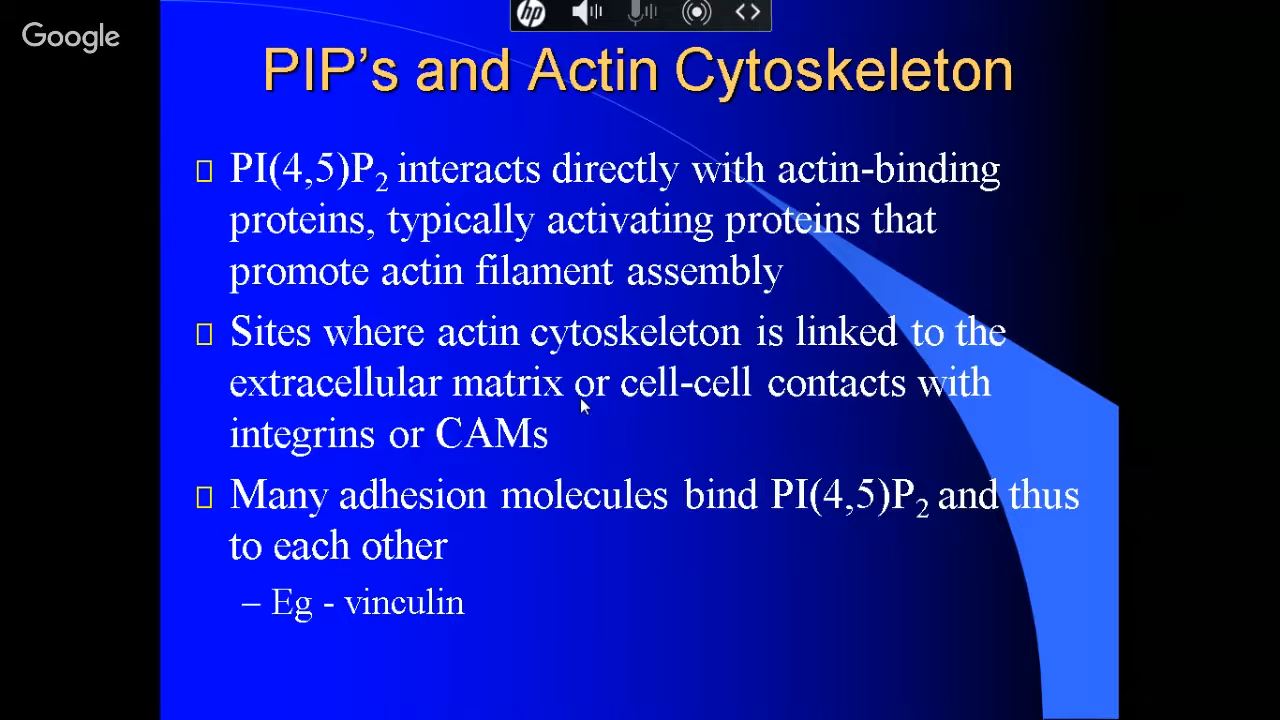 Google
hp
PIP's and Actin Cytoskeleton
PI(4,5)P₂ interacts directly with actin-binding
proteins, typically activating proteins that
promote actin filament assembly
Sites where actin cytoskeleton is linked to the
extracellular matrix or cell-cell contacts with
integrins or CAMs
Many adhesion molecules bind PI(4,5)P₂ and thus
to each other
– Eg - vinculin